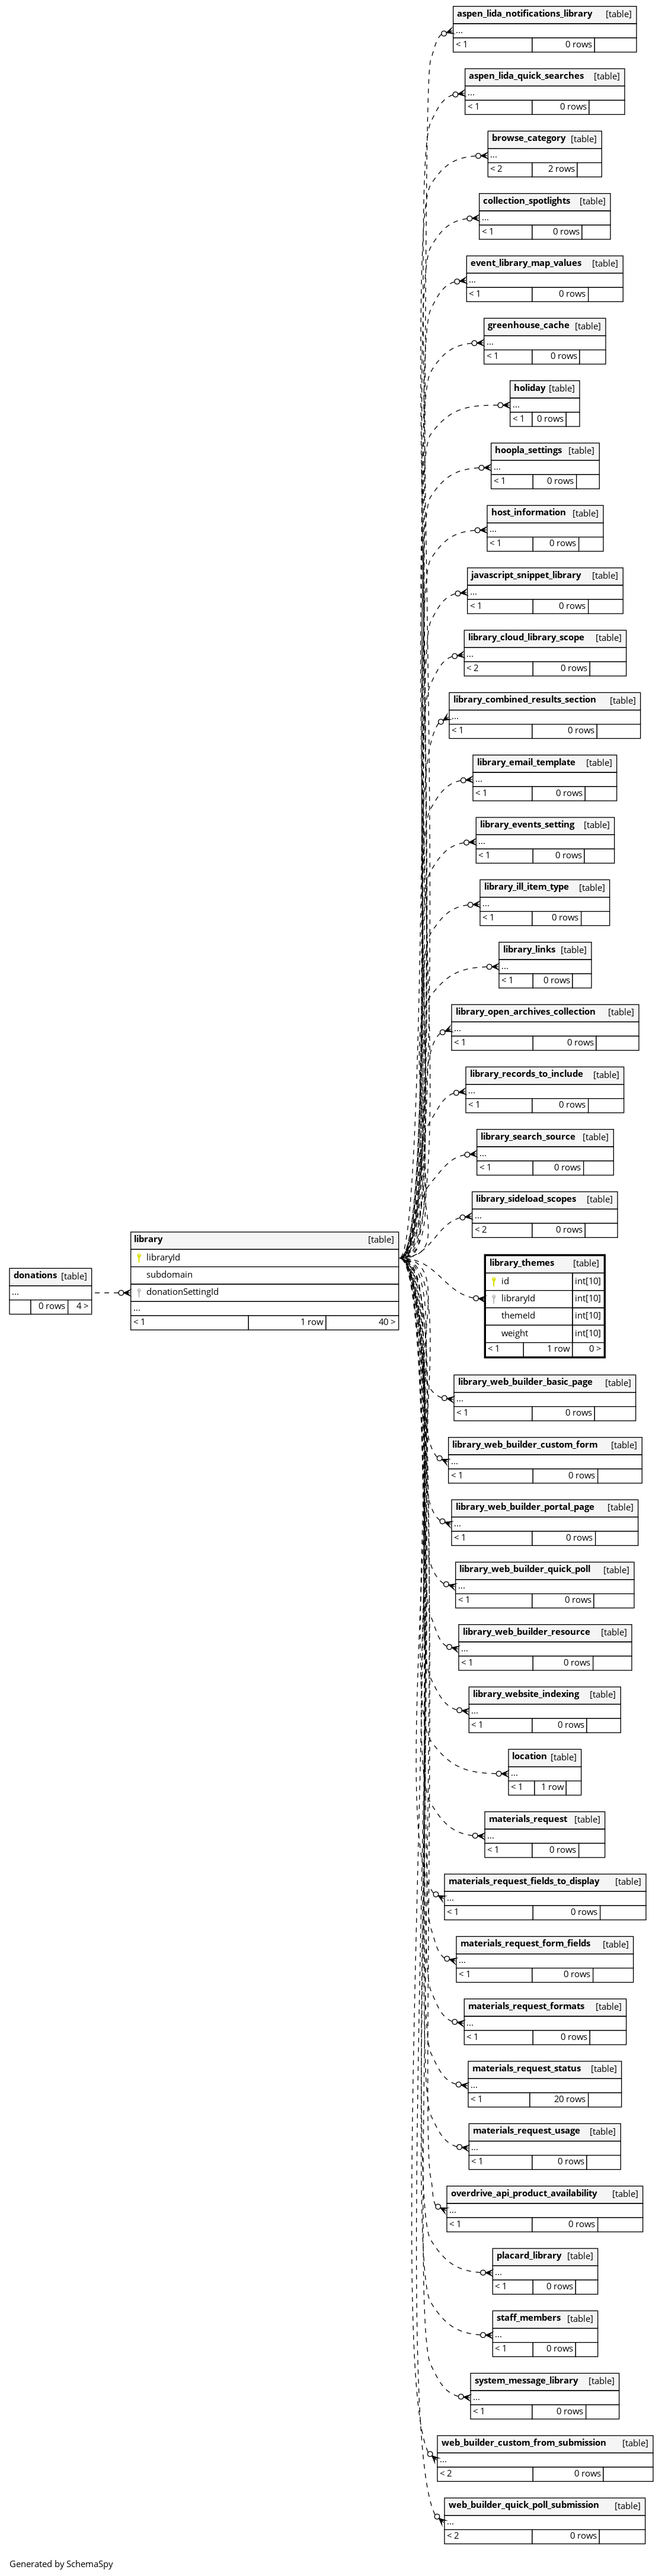 aspen_lida_notifications_library [table]
...
< 1 0 rows
aspen_lida_quick_searches [table]
...
< 1 0 rows
browse_category [table]
...
< 2 2 rows
collection_spotlights [table]
...
< 1 0 rows
event_library_map_values [table]
...
< 1 0 rows
greenhouse_cache [table]
...
< 1 0 rows
holiday [table]
...
< 1 0 rows
hoopla_settings [table]
...
< 1 0 rows
host_information [table]
...
< 1 0 rows
javascript_snippet_library [table]
...
< 1 0 rows
library_cloud_library_scope [table]
...
< 2 0 rows
library_combined_results_section [table]
...
< 1 0 rows
library_email_template [table]
...
< 1 0 rows
library_events_setting [table]
...
< 1 0 rows
library_ill_item_type [table]
...
< 1 0 rows
library_links [table]
...
< 1 0 rows
library_open_archives_collection [table]
...
< 1 0 rows
library_records_to_include [table]
...
< 1 0 rows
library_search_source [table]
...
< 1 0 rows
library_sideload_scopes [table]
...
< 2 0 rows
donations [table]
...
0 rows 4 >
library [table]
libraryId
subdomain
donationSettingId
...
< 1 1 row 40 >
library_themes [table]
id int[10]
libraryId int[10]
themeId int[10]
weight int[10]
< 1 1 row 0 >
library_web_builder_basic_page [table]
...
< 1 0 rows
library_web_builder_custom_form [table]
...
< 1 0 rows
library_web_builder_portal_page [table]
...
< 1 0 rows
library_web_builder_quick_poll [table]
...
< 1 0 rows
library_web_builder_resource [table]
...
< 1 0 rows
library_website_indexing [table]
...
< 1 0 rows
location [table]
...
< 1 1 row
materials_request [table]
...
< 1 0 rows
materials_request_fields_to_display [table]
...
< 1 0 rows
materials_request_form_fields [table]
...
< 1 0 rows
materials_request_formats [table]
...
< 1 0 rows
materials_request_status [table]
...
< 1 20 rows
materials_request_usage [table]
...
< 1 0 rows
overdrive_api_product_availability [table]
...
< 1 0 rows
placard_library [table]
...
< 1 0 rows
staff_members [table]
...
< 1 0 rows
system_message_library [table]
...
< 1 0 rows
web_builder_custom_from_submission [table]
...
< 2 0 rows
web_builder_quick_poll_submission [table]
...
< 2 0 rows
Generated by SchemaSpy